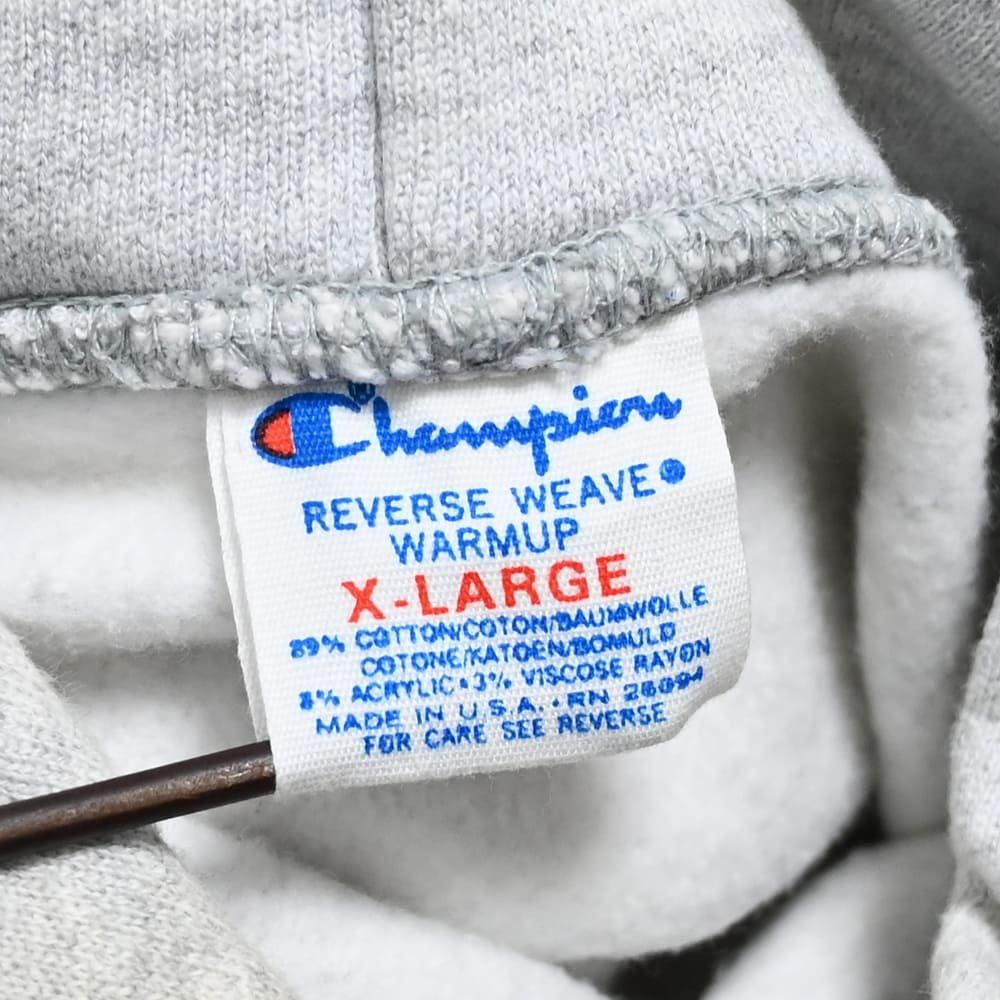 Champion®
REVERSE WEAVE®
WARMUP
X-LARGE
89% COTTON/COTON/BAUMWOLLE
COTONE/KATOEN/BOMULD
8% ACRYLIC•3% VISCOSE RAYON
MADE IN U.S.A.•RN 26094
FOR CARE SEE REVERSE